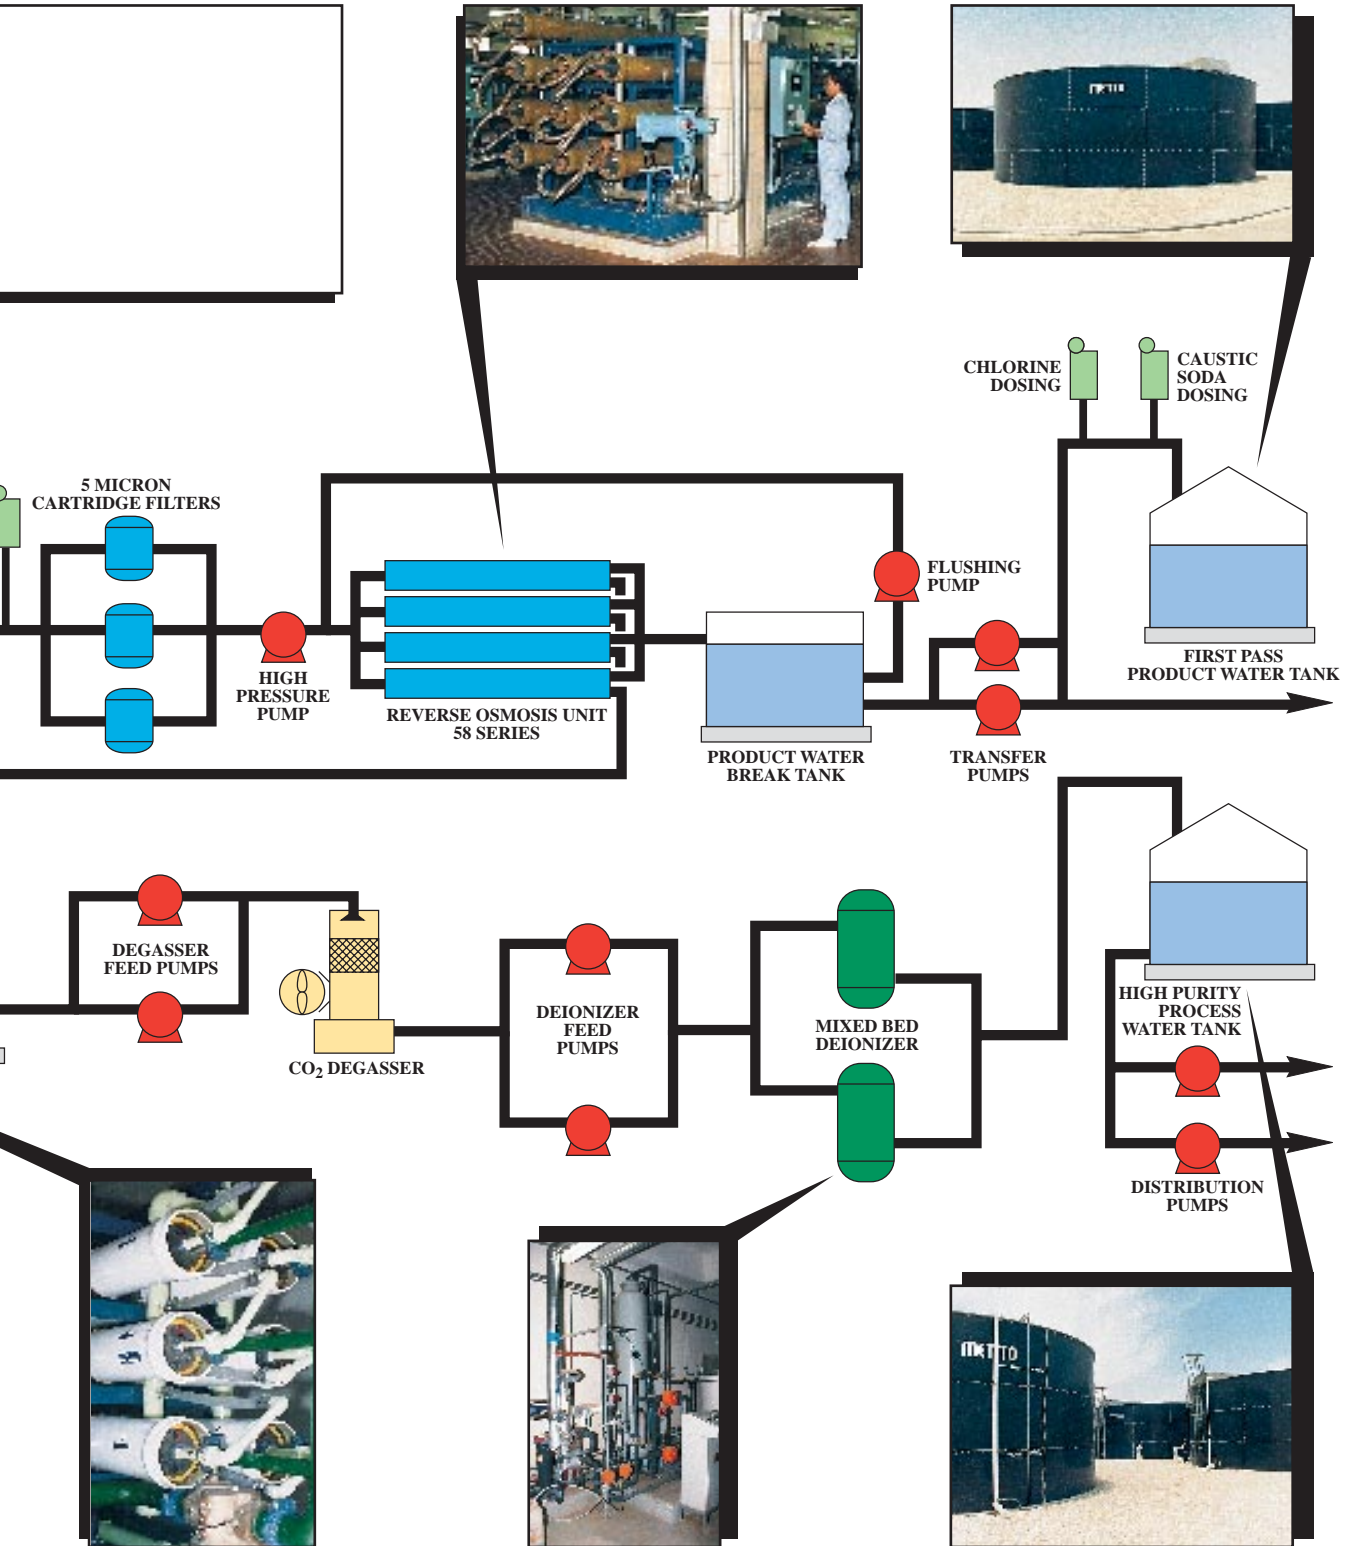 CHLORINE
DOSING
CAUSTIC
SODA
DOSING
5 MICRON
CARTRIDGE FILTERS
FLUSHING
PUMP
HIGH
PRESSURE
PUMP
REVERSE OSMOSIS UNIT
58 SERIES
FIRST PASS
PRODUCT WATER TANK
PRODUCT WATER
BREAK TANK
TRANSFER
PUMPS
DEGASSER
FEED PUMPS
CO₂ DEGASSER
DEIONIZER
FEED
PUMPS
MIXED BED
DEIONIZER
HIGH PURITY
PROCESS
WATER TANK
DISTRIBUTION
PUMPS